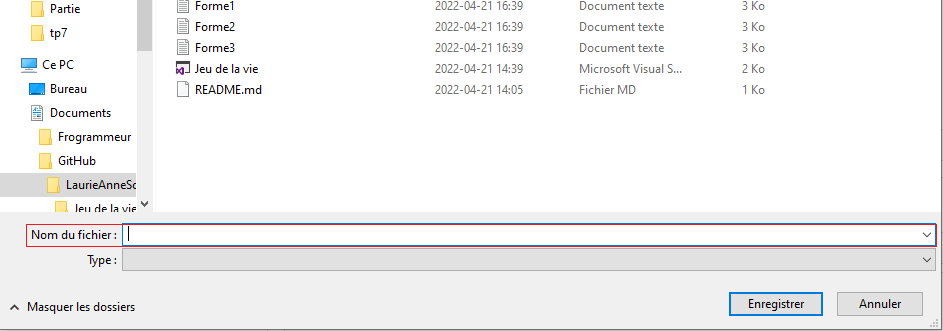 Partie
tp7
Ce PC
Bureau
Documents
Frogrammeur
GitHub
LaurieAnneSc
Jeu de la vie
Forme1 2022-04-21 16:39 Document texte 3 Ko
Forme2 2022-04-21 16:39 Document texte 3 Ko
Forme3 2022-04-21 16:39 Document texte 3 Ko
Jeu de la vie 2022-04-21 14:39 Microsoft Visual S... 2 Ko
README.md 2022-04-21 14:05 Fichier MD 1 Ko
Nom du fichier :
Type :
Masquer les dossiers
Enregistrer Annuler